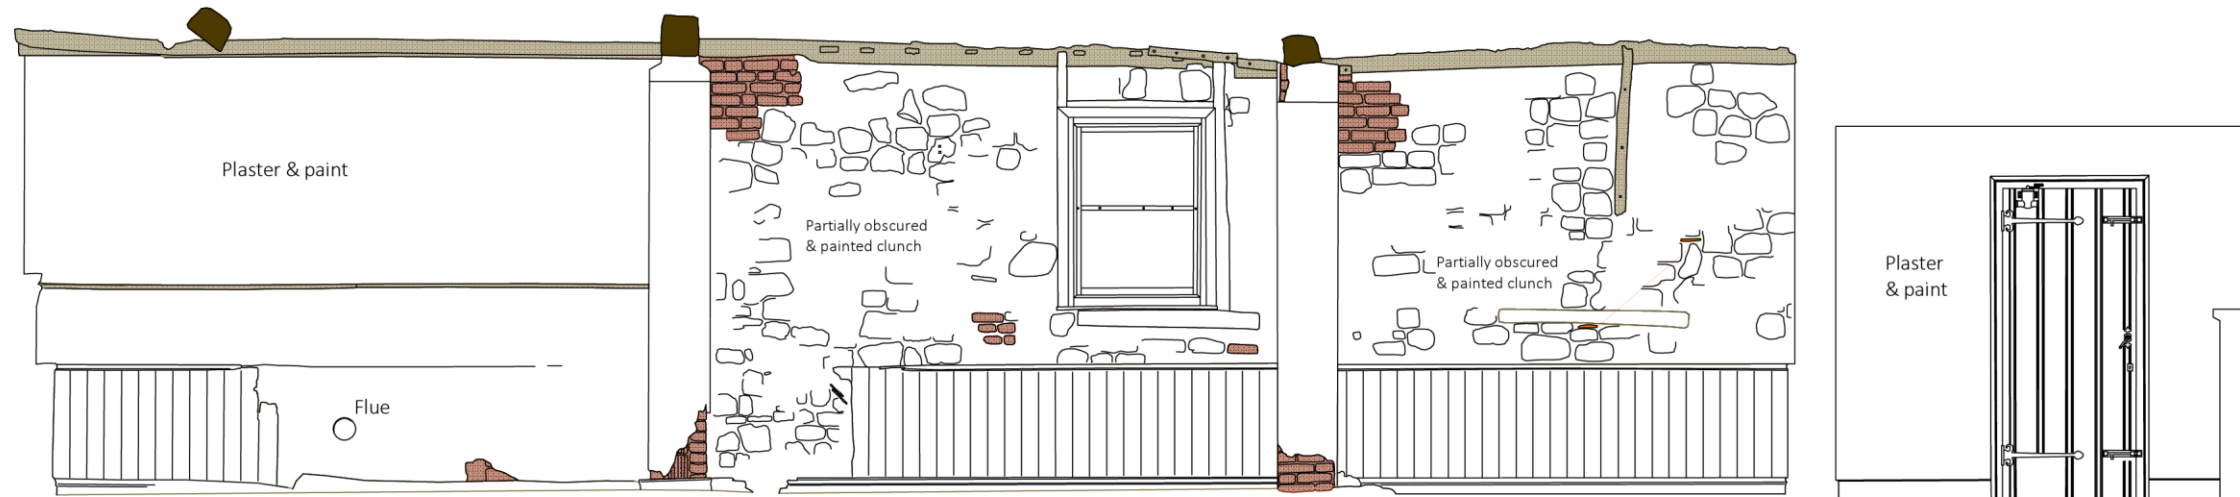 Plaster & paint
Partially obscured
& painted clunch
Flue
Partially obscured
& painted clunch
Plaster
& paint